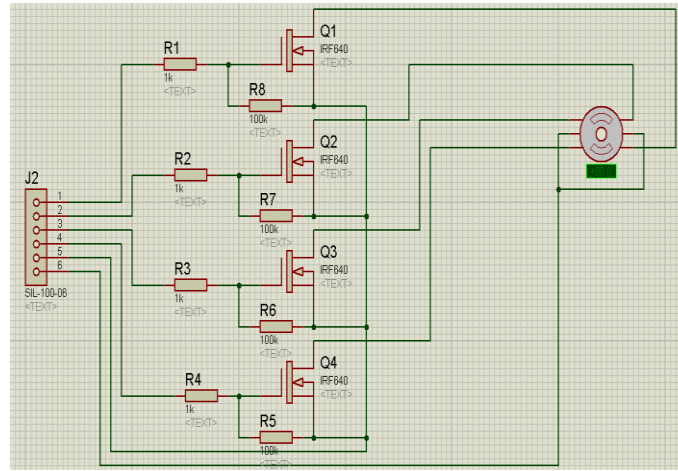 Q1
IRF640
<TEXT>
R1
1k
<TEXT>
R8
100k
<TEXT>
Q2
IRF640
<TEXT>
R2
1k
<TEXT>
R7
100k
<TEXT>
J2
1
2
3
4
5
6
SIL-100-06
<TEXT>
Q3
IRF640
<TEXT>
R3
1k
<TEXT>
R6
100k
<TEXT>
Q4
IRF640
<TEXT>
R4
1k
<TEXT>
R5
100k
<TEXT>